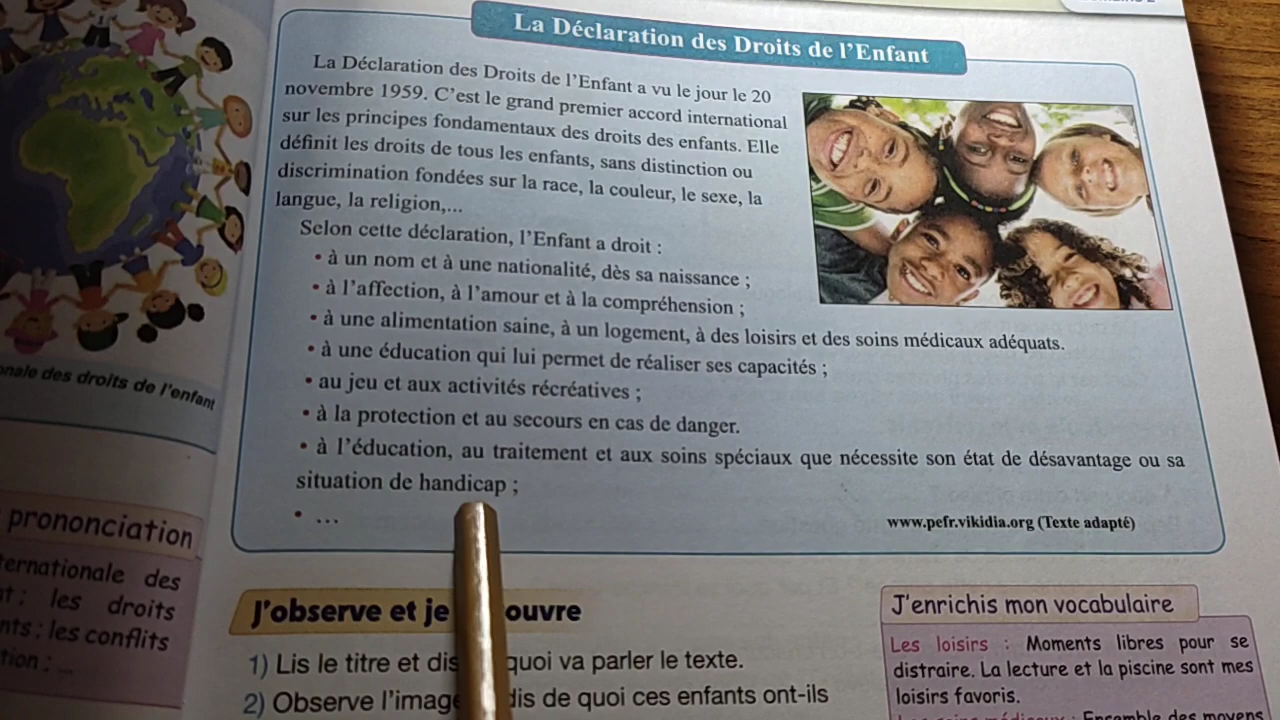 La Déclaration des Droits de l'Enfant
La Déclaration des Droits de l'Enfant a vu le jour le 20
novembre 1959. C'est le grand premier accord international
sur les principes fondamentaux des droits des enfants. Elle
définit les droits de tous les enfants, sans distinction ou
discrimination fondées sur la race, la couleur, le sexe, la
langue, la religion,...
Selon cette déclaration, l'Enfant a droit :
• à un nom et à une nationalité, dès sa naissance ;
• à l'affection, à l'amour et à la compréhension ;
• à une alimentation saine, à un logement, à des loisirs et des soins médicaux adéquats.
• à une éducation qui lui permet de réaliser ses capacités ;
• au jeu et aux activités récréatives ;
• à la protection et au secours en cas de danger.
• à l'éducation, au traitement et aux soins spéciaux que nécessite son état de désavantage ou sa
situation de handicap ;
• ...
www.pefr.vikidia.org (Texte adapté)
des droits de l'enfant
prononciation
des
les droits
les conflits
J'observe et je
1) Lis le titre et quoi va parler le texte.
2) Observe de quoi ces enfants ont-ils
J'enrichis mon vocabulaire
Les loisirs : Moments libres pour se
distraire. La lecture et la piscine sont mes
loisirs favoris.
Ensemble des moyens